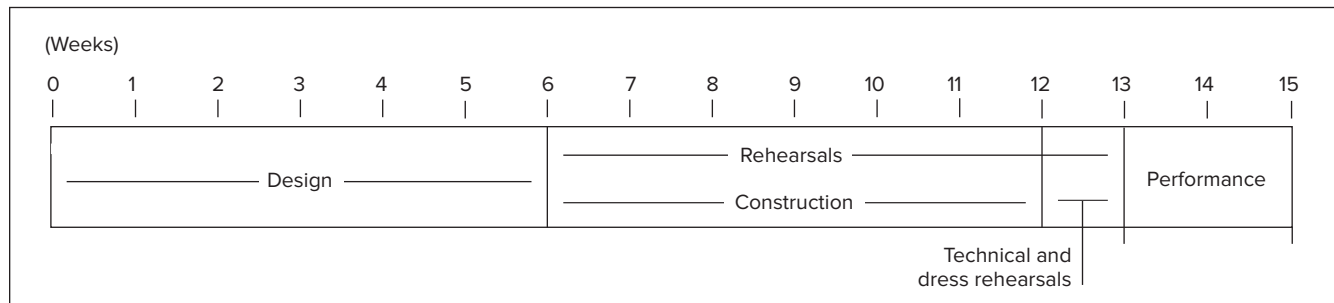 (Weeks)
0 1 2 3 4 5 6 7 8 9 10 11 12 13 14 15
Rehearsals
Design
Performance
Construction
Technical and
dress rehearsals